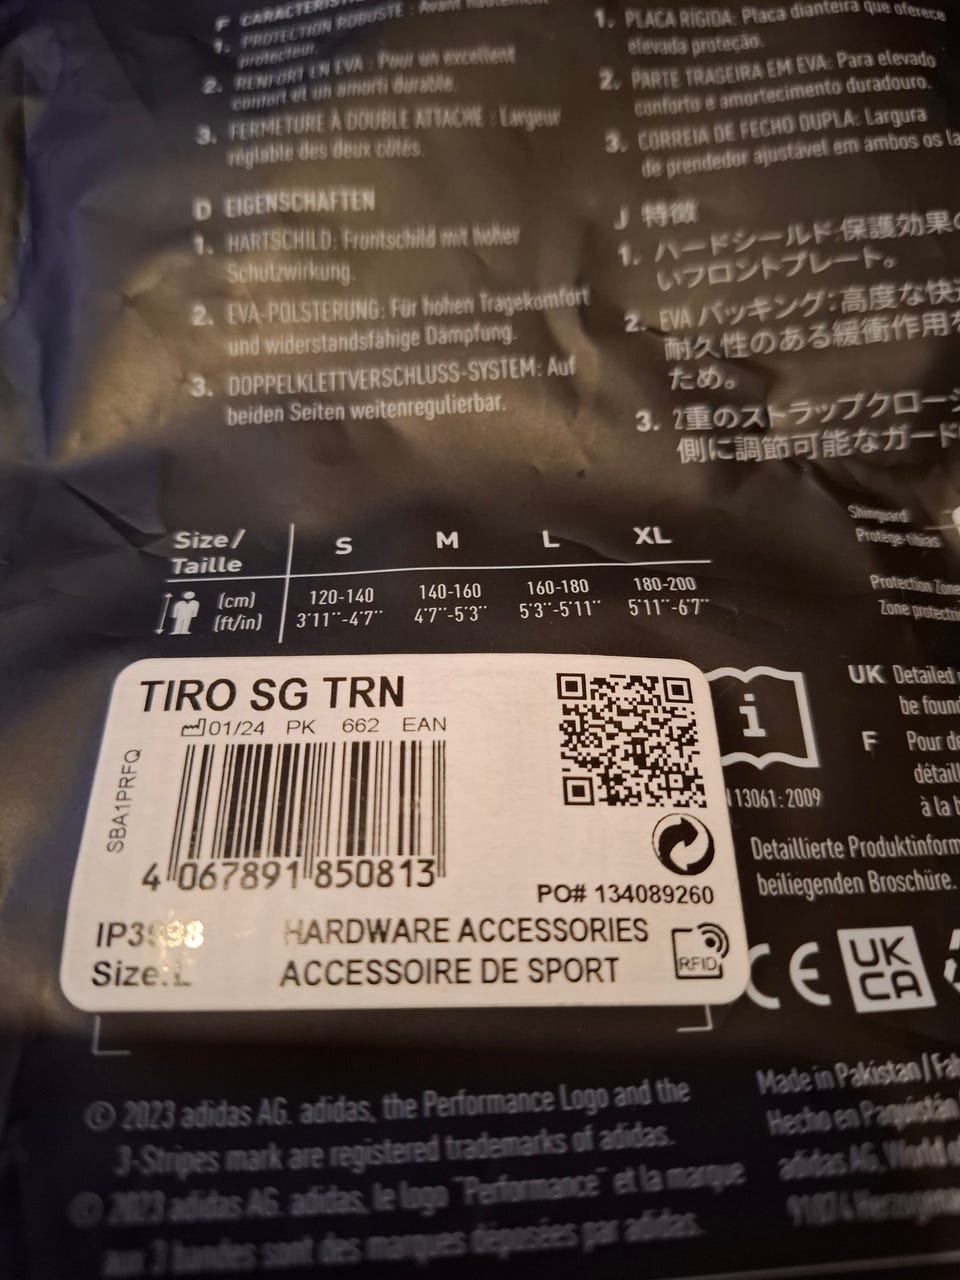 F CARACTÉRIS
1. PROTECTION ROBUSTE : Avant
protecteur.
2. RENFORT EN EVA : Pour un excellent
confort et un amorti durable.
3. FERMETURE À DOUBLE ATTACHE : Largeur
réglable des deux côtés.
D EIGENSCHAFTEN
1. HARTSCHILD: Frontschild mit hoher
Schutzwirkung.
2. EVA-POLSTERUNG: Für hohen Tragekomfort
und widerstandsfähige Dämpfung.
3. DOPPELKLETTVERSCHLUSS-SYSTEM: Auf
beiden Seiten weitenregulierbar.
1. PLACA RÍGIDA: Placa dianteira que oferece
elevada proteção.
2. PARTE TRASEIRA EM EVA: Para elevado
conforto e amortecimento duradouro.
3. CORREIA DE FECHO DUPLA: Largura
de prendedor ajustável em ambos os la
J 特徴
1. ハードシールド:保護効果の
いフロントプレート。
2. EVA パッキング:高度な快適
耐久性のある緩衝作用を
ため。
3. 2重のストラップクロージ
側に調節可能なガード
Size/ S M L XL
Taille
(cm) 120-140 140-160 160-180 180-200
(ft/in) 3'11''-4'7'' 4'7''-5'3'' 5'3''-5'11'' 5'11''-6'7''
Shinguard
Protège-tibias
Protection Zone
Zone protectri
TIRO SG TRN
01/24 PK 662 EAN
SBA1PRFQ
4 067891 850813
PO# 134089260
IP3998 HARDWARE ACCESSORIES
Size:L ACCESSOIRE DE SPORT
RFID
i
13061:2009
UK Detailed
be found
F Pour de
détaill
à la b
Detaillierte Produktinform
beiliegenden Broschüre.
CE UK
CA
© 2023 adidas AG. adidas, the Performance Logo and the
3-Stripes mark are registered trademarks of adidas.
© 2023 adidas AG. adidas, le logo "Performance" et la marque
aux 3 bandes sont des marques déposées par adidas.
Made in Pakistan / Fab
Hecho en Paquistán
adidas AG, World of
91074 Herzogena